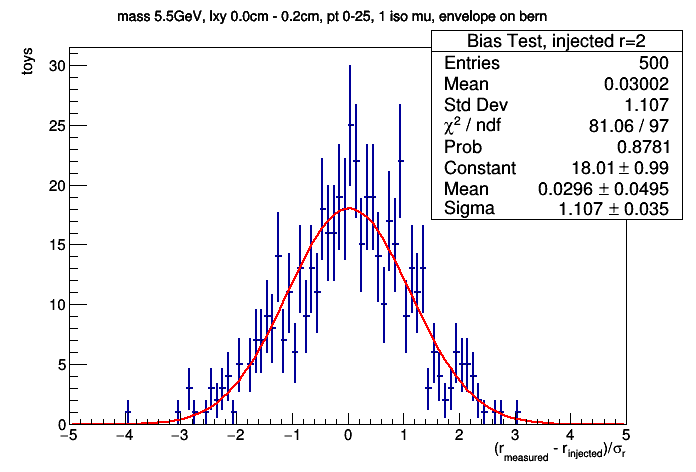 mass 5.5GeV, lxy 0.0cm - 0.2cm, pt 0-25, 1 iso mu, envelope on bern
Bias Test, injected r=2
Entries 500
Mean 0.03002
Std Dev 1.107
χ² / ndf 81.06 / 97
Prob 0.8781
Constant 18.01 ± 0.99
Mean 0.0296 ± 0.0495
Sigma 1.107 ± 0.035
toys
30
25
20
15
10
5
0
−5 −4 −3 −2 −1 0 1 2 3 4 5
(r_measured - r_injected)/σ_r